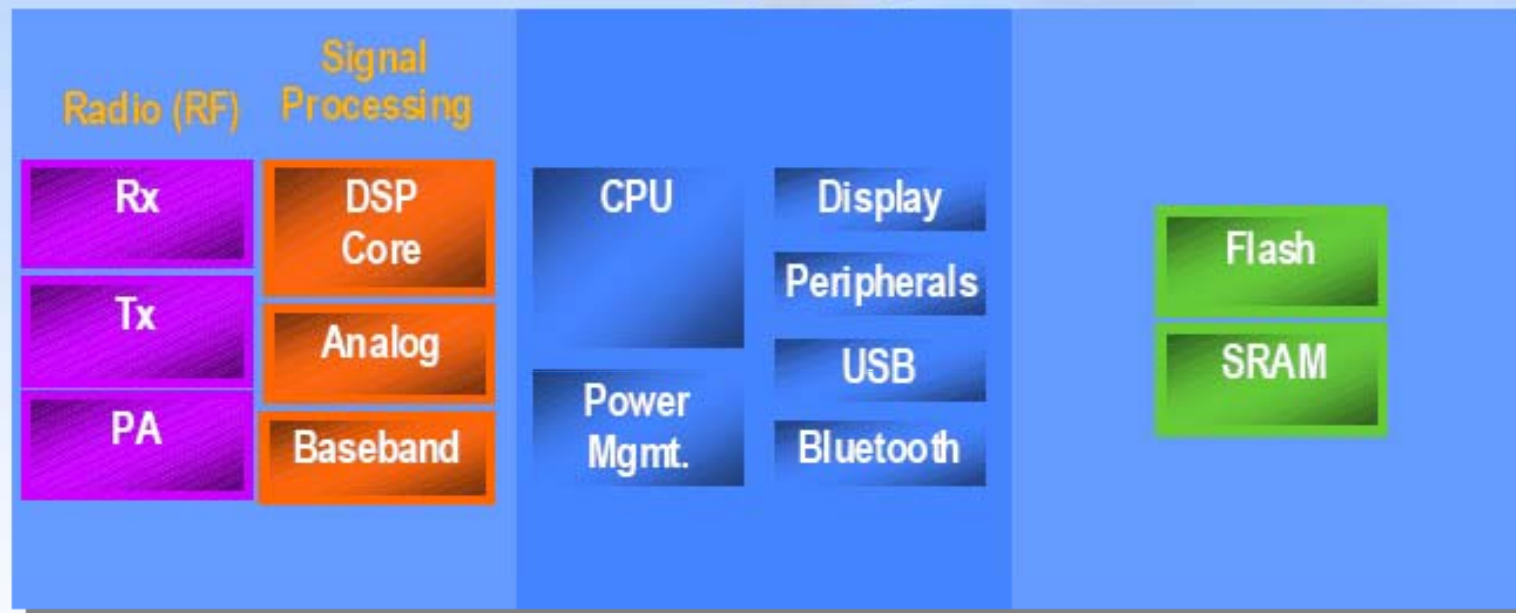 Radio (RF)
Signal
Processing
Rx
Tx
PA
DSP
Core
Analog
Baseband
CPU
Power
Mgmt.
Display
Peripherals
USB
Bluetooth
Flash
SRAM